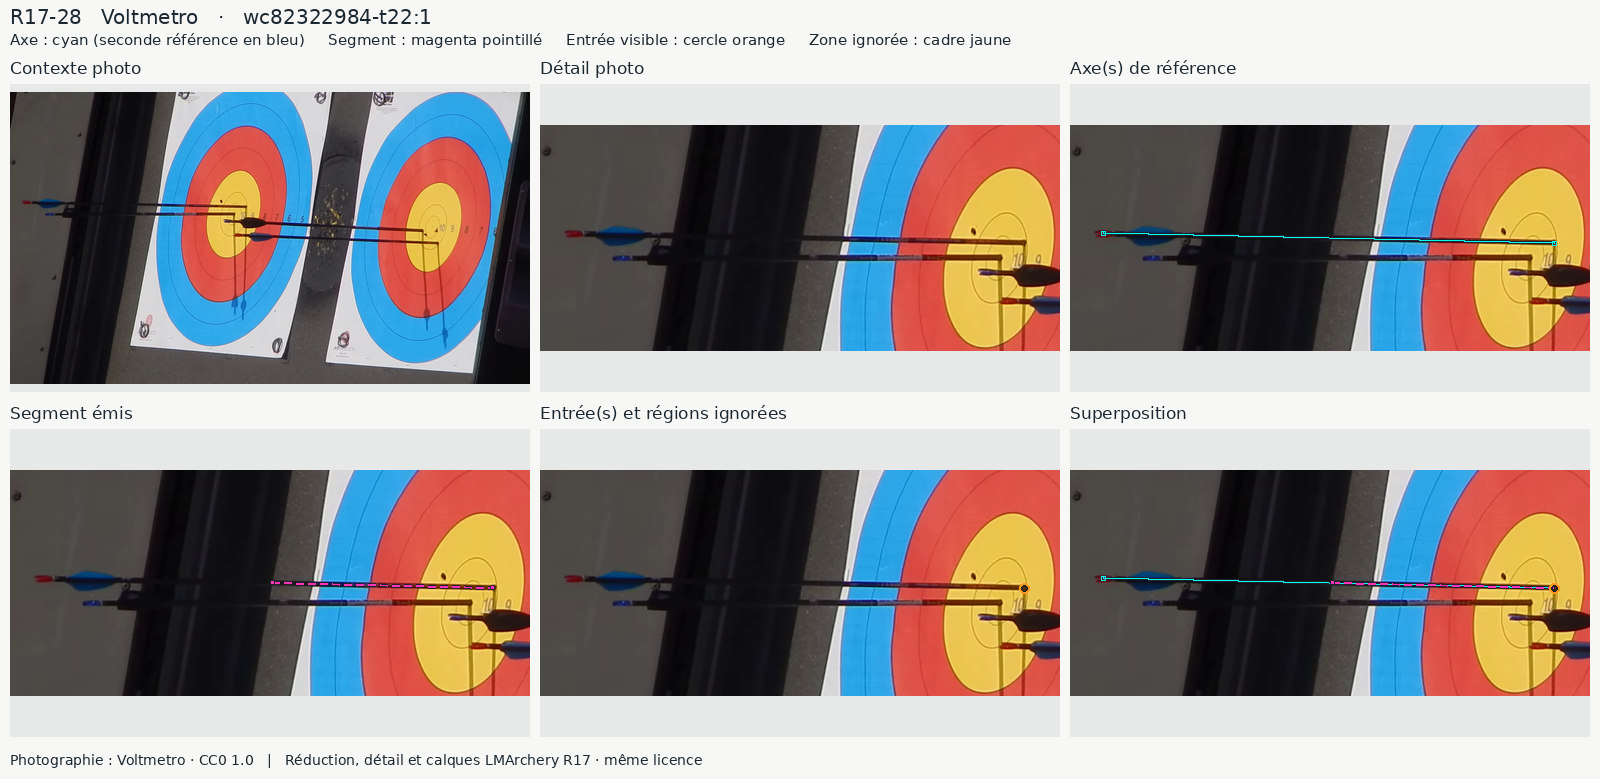 R17-28   Voltmetro   ·   wc82322984-t22:1
Axe : cyan (seconde référence en bleu)     Segment : magenta pointillé     Entrée visible : cercle orange     Zone ignorée : cadre jaune
Contexte photo
Détail photo
Axe(s) de référence
Segment émis
Entrée(s) et régions ignorées
Superposition
Photographie : Voltmetro · CC0 1.0   |   Réduction, détail et calques LMArchery R17 · même licence